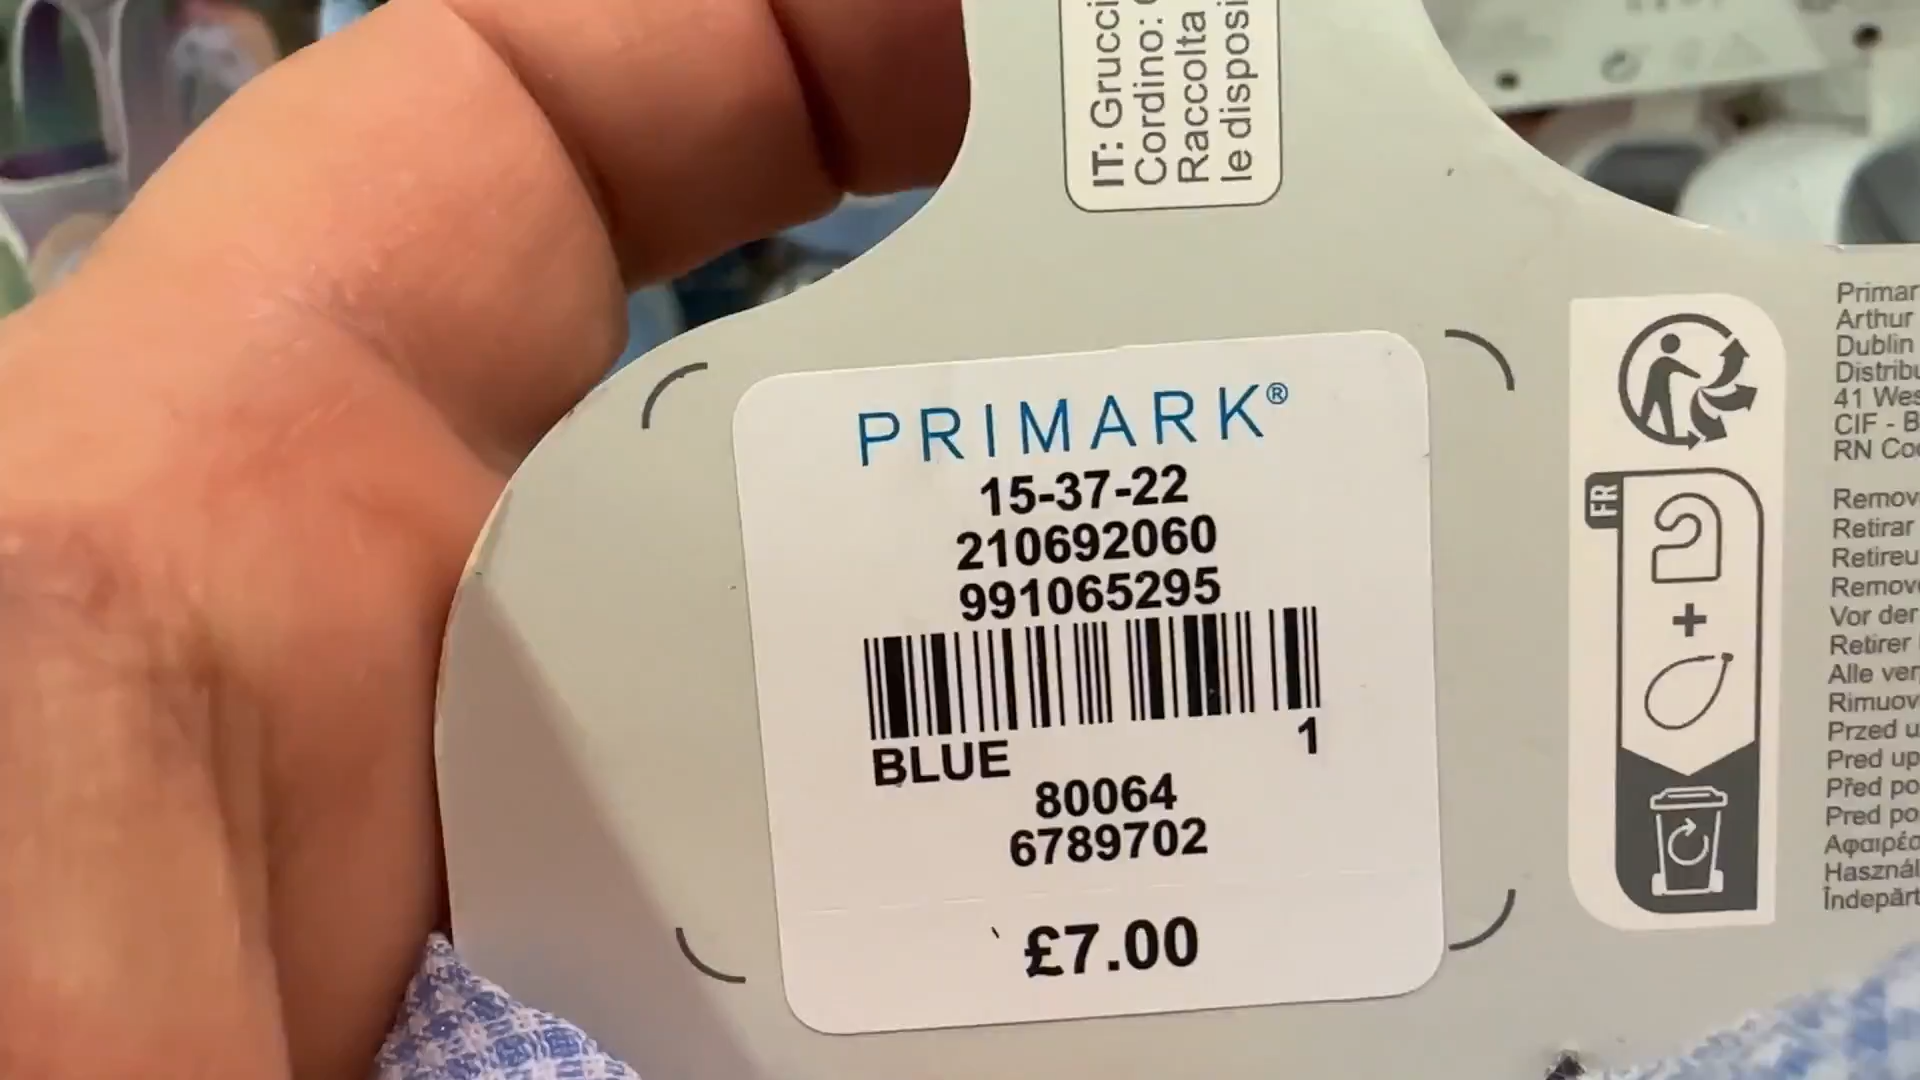 IT: Grucci
Cordino:
Raccolta
le disposi
PRIMARK®
15-37-22
210692060
991065295
BLUE 1
80064
6789702
£7.00
FR
+
Primar
Arthur
Dublin
Distribu
41 Wes
CIF - B
RN Co
Remov
Retirar
Retireu
Remove
Vor der
Retirer
Alle ver
Rimuov
Przed u
Pred up
Před po
Pred po
Αφαιρέσ
Használ
Îndepărt